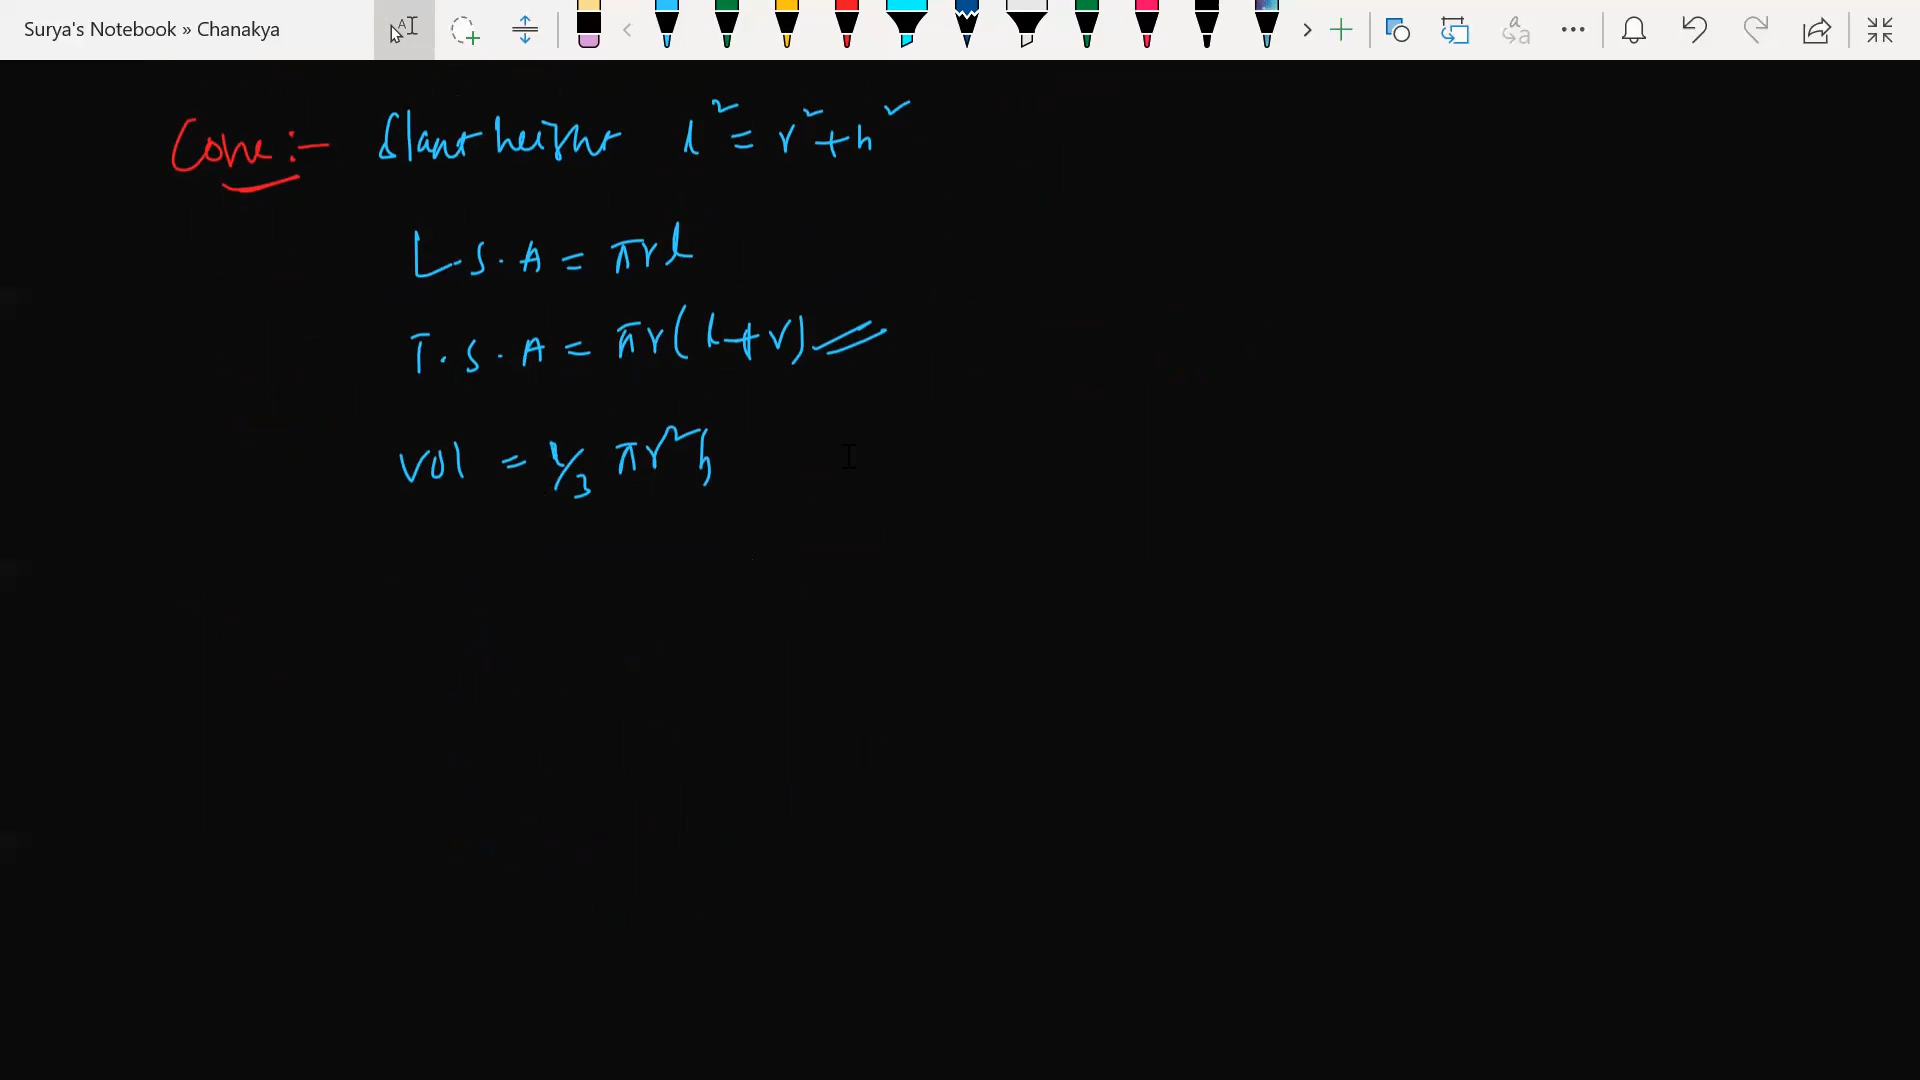 Surya's Notebook » Chanakya
Cone :- Slant height l² = r² + h²
L.S.A = πrl
T.S.A = πr(l+r)
Vol = 1/3 πr²h